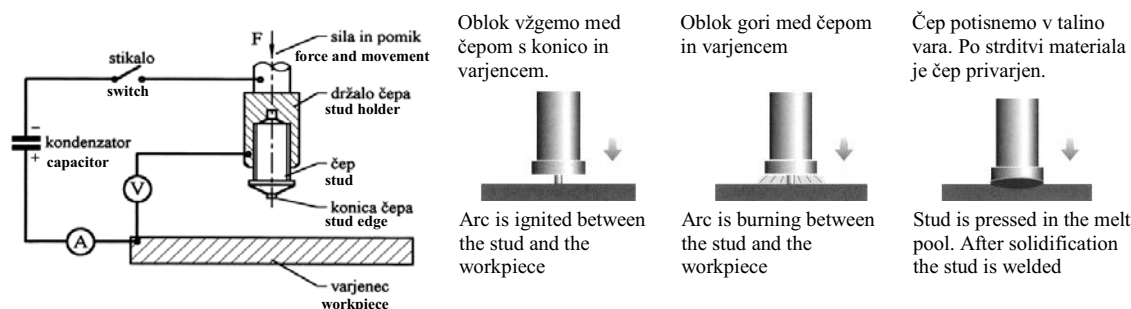 F
sila in pomik
force and movement
stikalo
switch
držalo čepa
stud holder
−
kondenzator
+
capacitor
čep
stud
V
konica čepa
stud edge
A
varjenec
workpiece
Oblok vžgemo med
čepom s konico in
varjencem.
Arc is ignited between
the stud and the
workpiece
Oblok gori med čepom
in varjencem
Arc is burning between
the stud and the
workpiece
Čep potisnemo v talino
vara. Po strditvi materiala
je čep privarjen.
Stud is pressed in the melt
pool. After solidification
the stud is welded